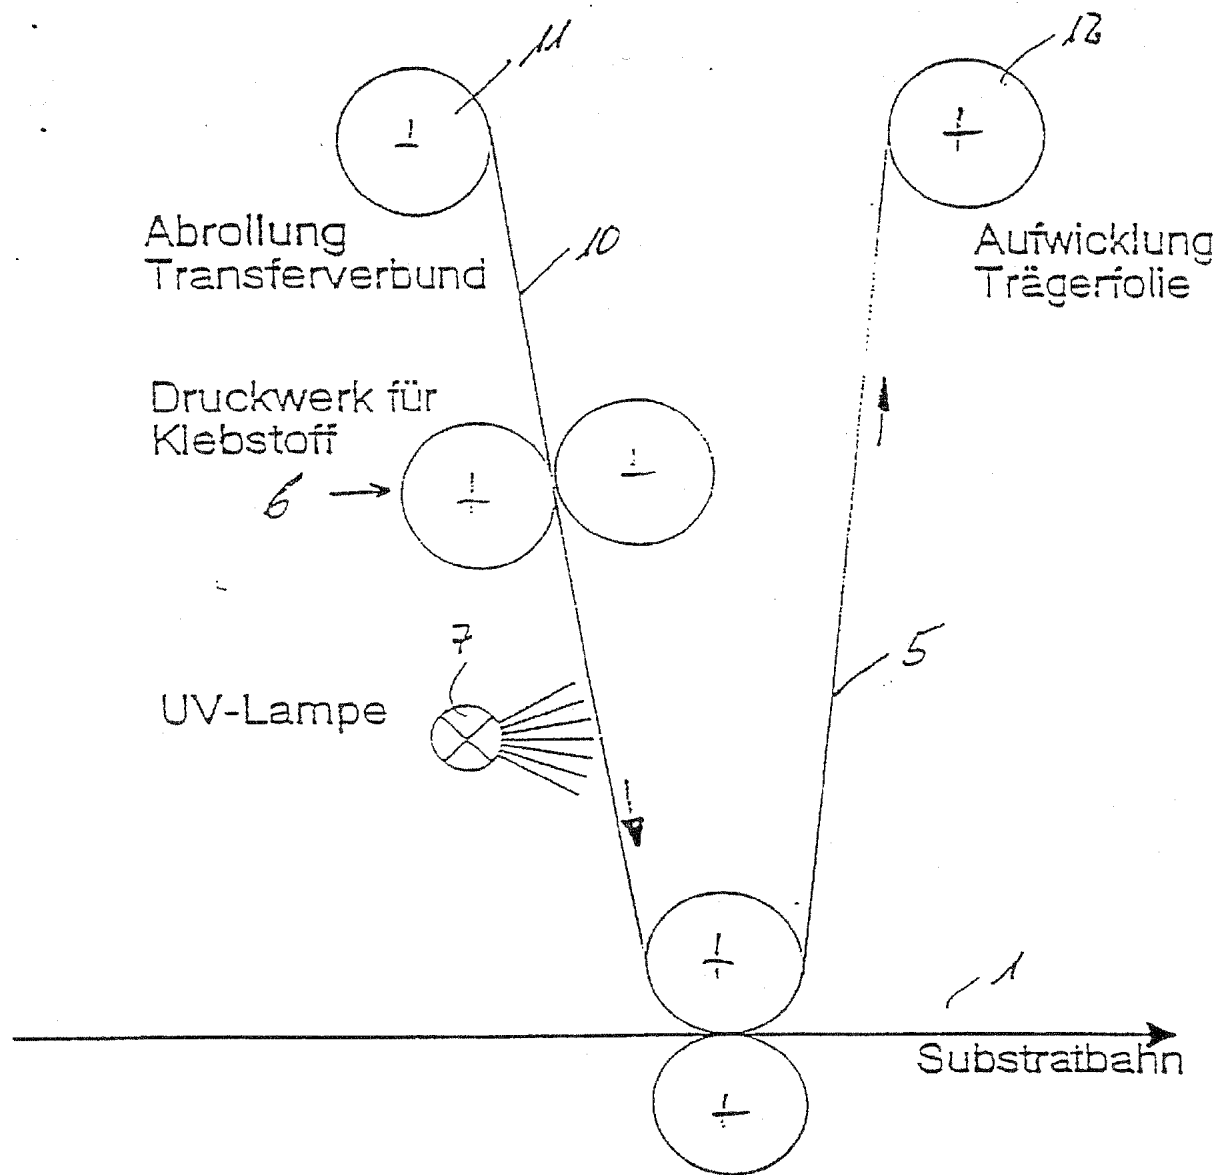 11
12
Abrollung
Transferverbund
10
Aufwicklung
Trägerfolie
Druckwerk für
Klebstoff
6
7
UV-Lampe
5
1
Substratbahn